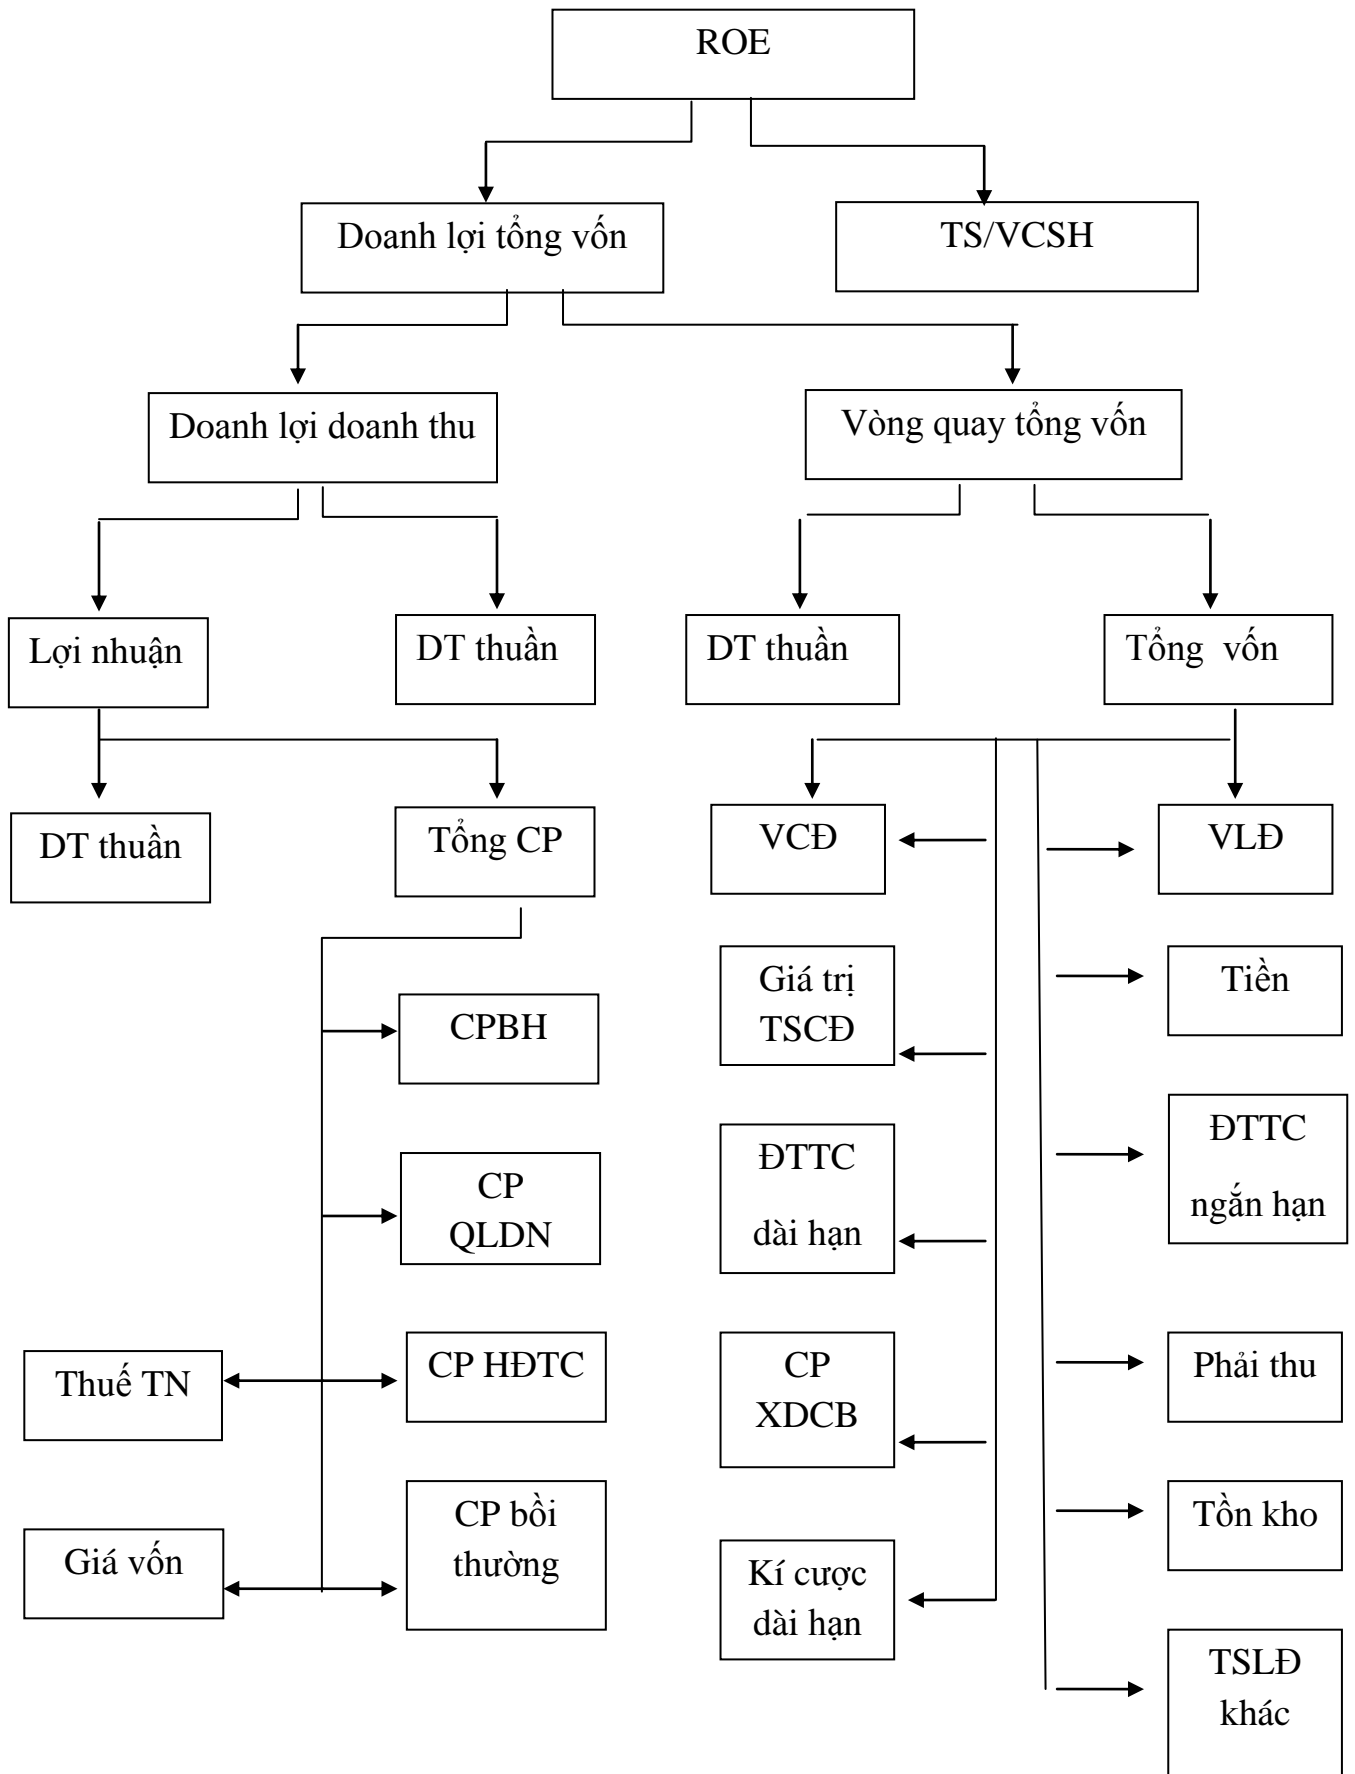 ROE
Doanh lợi tổng vốn
TS/VCSH
Doanh lợi doanh thu
Vòng quay tổng vốn
Lợi nhuận
DT thuần
DT thuần
Tổng vốn
DT thuần
Tổng CP
VCĐ
VLĐ
Giá trị
TSCĐ
Tiền
CPBH
ĐTTC
dài hạn
ĐTTC
ngắn hạn
CP
QLDN
Thuế TN
CP HĐTC
CP
XDCB
Phải thu
Giá vốn
CP bồi
thường
Kí cược
dài hạn
Tồn kho
TSLĐ
khác